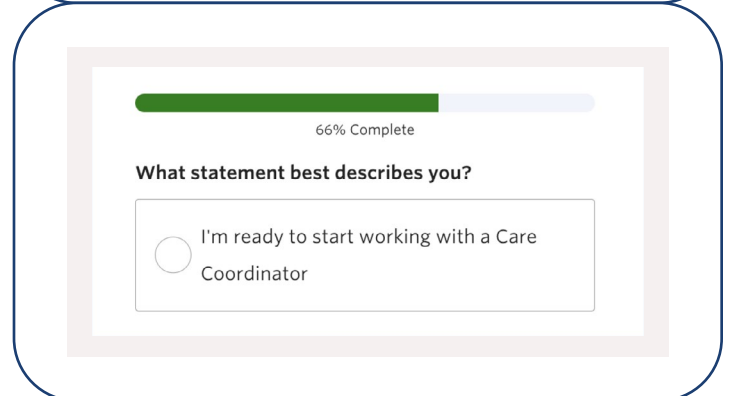 66% Complete
What statement best describes you?
I'm ready to start working with a Care
Coordinator